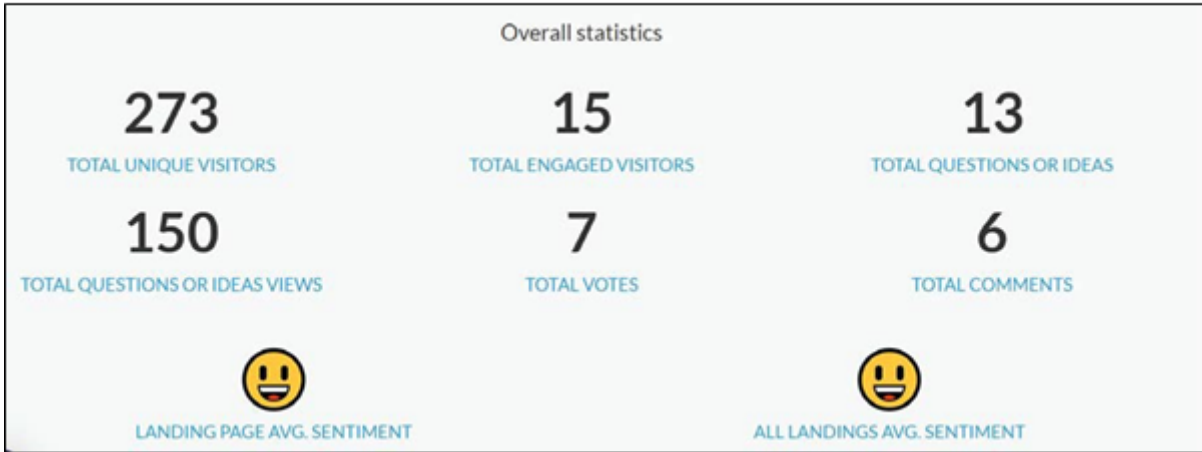 Overall statistics
273
15
13
TOTAL UNIQUE VISITORS
TOTAL ENGAGED VISITORS
TOTAL QUESTIONS OR IDEAS
150
7
6
TOTAL QUESTIONS OR IDEAS VIEWS
TOTAL VOTES
TOTAL COMMENTS
LANDING PAGE AVG. SENTIMENT
ALL LANDINGS AVG. SENTIMENT